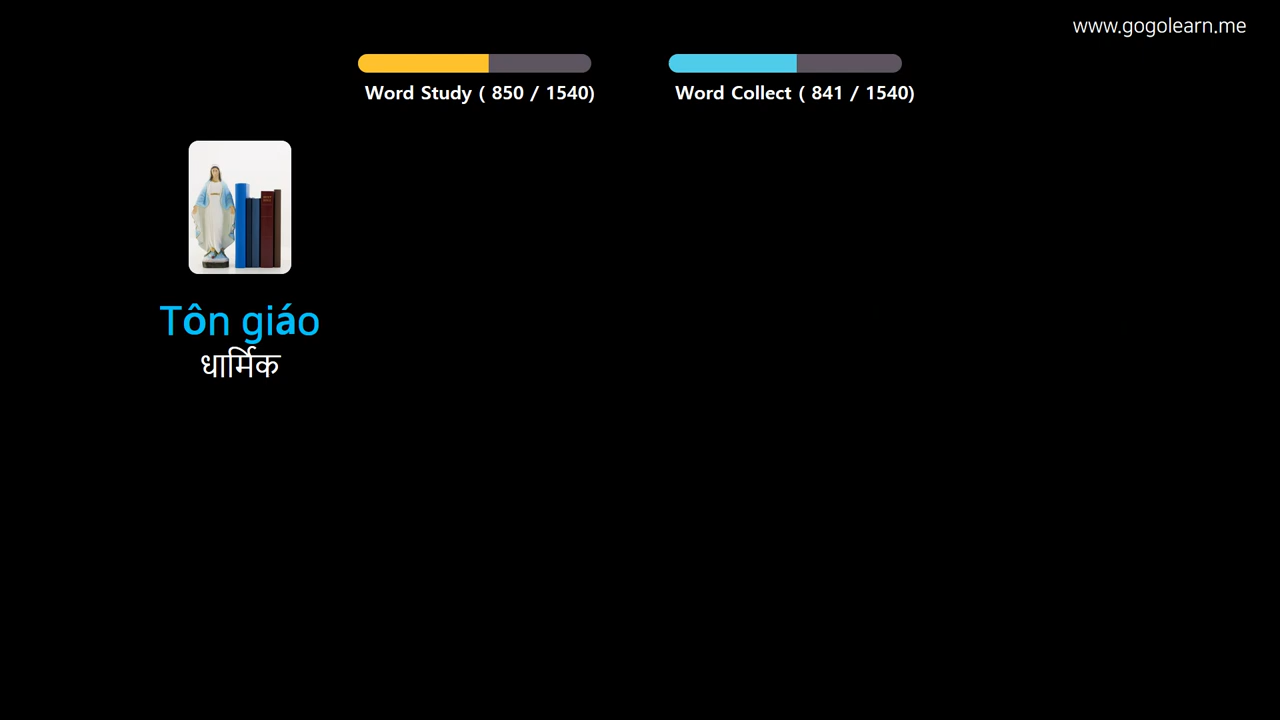 www.gogolearn.me
Word Study ( 850 / 1540)
Word Collect ( 841 / 1540)
Tôn giáo
धार्मिक